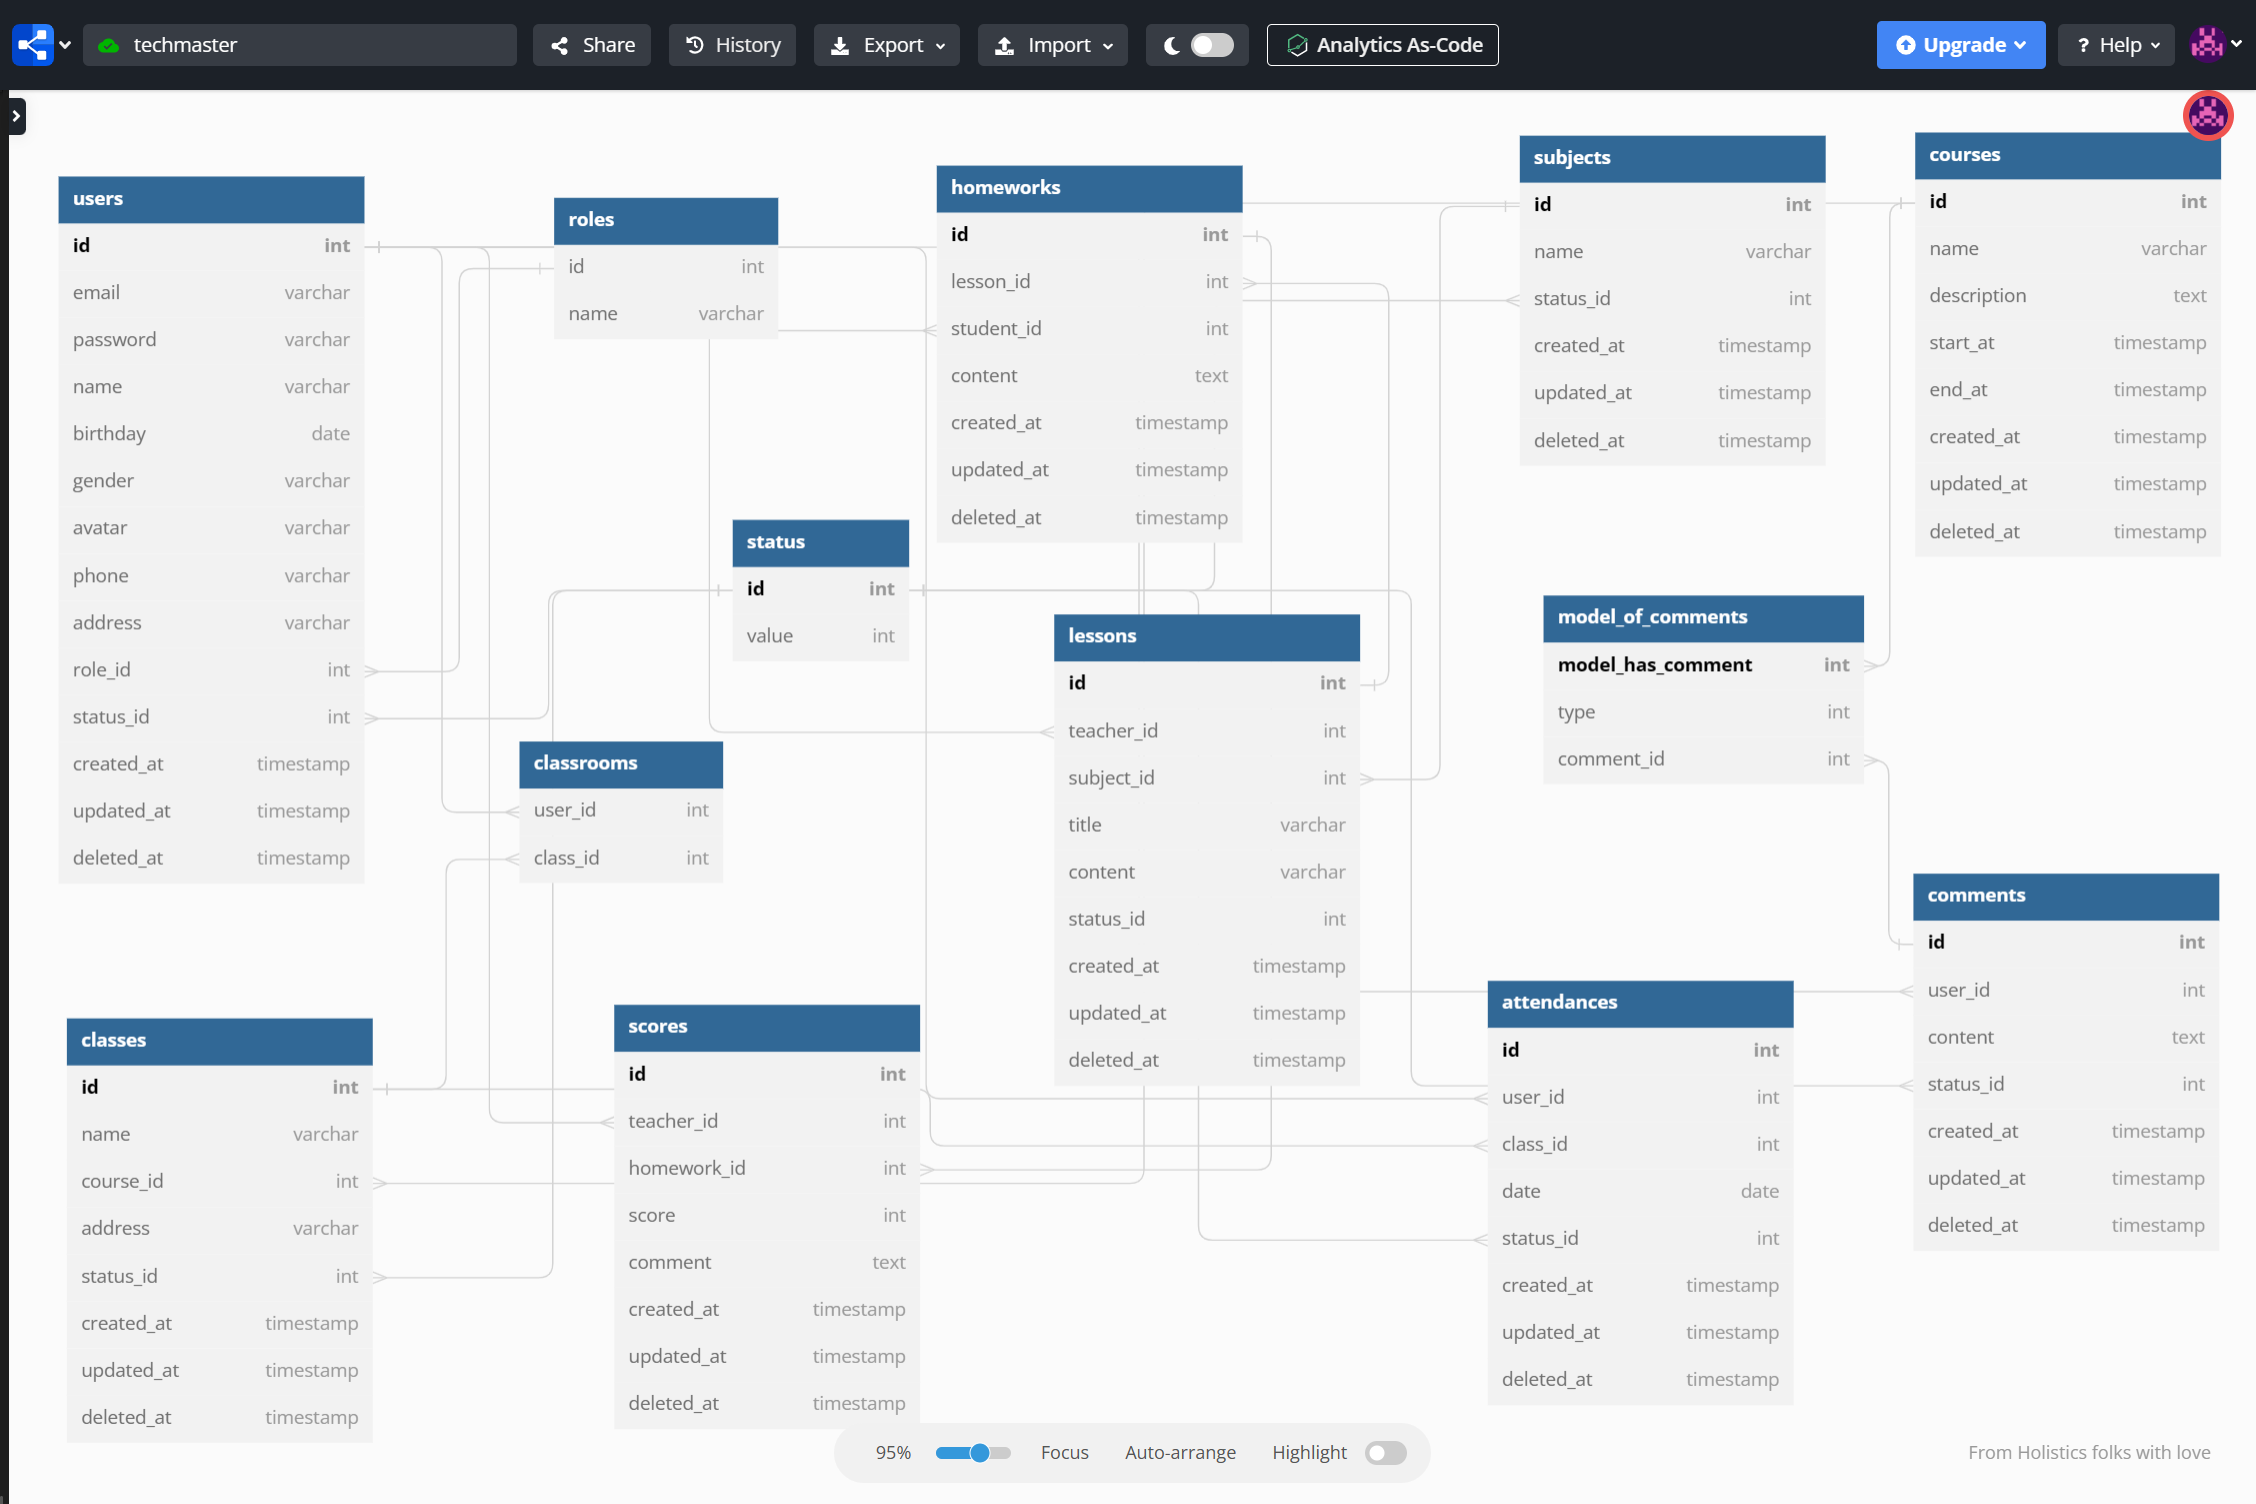 techmaster
Share
History
Export
Import
Analytics As-Code
Upgrade
? Help
users
id int
email varchar
password varchar
name varchar
birthday date
gender varchar
avatar varchar
phone varchar
address varchar
role_id int
status_id int
created_at timestamp
updated_at timestamp
deleted_at timestamp
roles
id int
name varchar
homeworks
id int
lesson_id int
student_id int
content text
created_at timestamp
updated_at timestamp
deleted_at timestamp
subjects
id int
name varchar
status_id int
created_at timestamp
updated_at timestamp
deleted_at timestamp
courses
id int
name varchar
description text
start_at timestamp
end_at timestamp
created_at timestamp
updated_at timestamp
deleted_at timestamp
status
id int
value int
lessons
id int
teacher_id int
subject_id int
title varchar
content varchar
status_id int
created_at timestamp
updated_at timestamp
deleted_at timestamp
model_of_comments
model_has_comment int
type int
comment_id int
classrooms
user_id int
class_id int
comments
id int
user_id int
content text
status_id int
created_at timestamp
updated_at timestamp
deleted_at timestamp
classes
id int
name varchar
course_id int
address varchar
status_id int
created_at timestamp
updated_at timestamp
deleted_at timestamp
scores
id int
teacher_id int
homework_id int
score int
comment text
created_at timestamp
updated_at timestamp
deleted_at timestamp
attendances
id int
user_id int
class_id int
date date
status_id int
created_at timestamp
updated_at timestamp
deleted_at timestamp
95%
Focus
Auto-arrange
Highlight
From Holistics folks with love